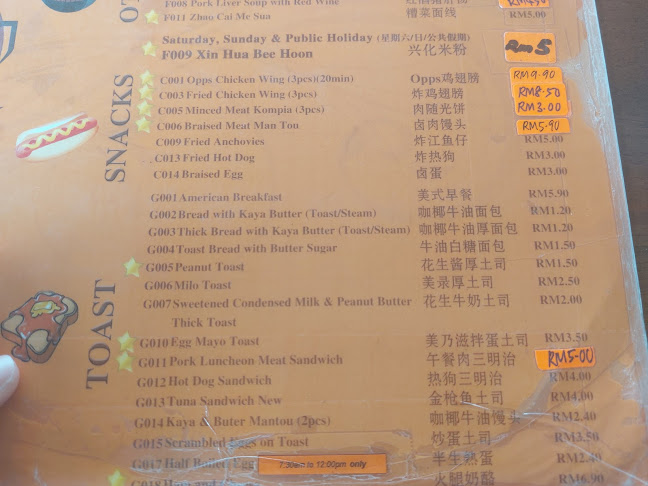 F008 Pork Liver Soup with Red Wine
F011 Zhao Cai Me Sua 糟菜面线 RM5.00
Saturday, Sunday & Public Holiday (星期六/日/公共假期)
F009 Xin Hua Bee Hoon 兴化米粉 RM5
SNACKS
C001 Opps Chicken Wing (3pcs)(20min) Opps鸡翅膀 RM9.90
C003 Fried Chicken Wing (3pcs) 炸鸡翅膀 RM8.50
C005 Minced Meat Kompia (3pcs) 肉随光饼 RM3.00
C006 Braised Meat Man Tou 卤肉馒头 RM5.90
C009 Fried Anchovies 炸江鱼仔 RM5.00
C013 Fried Hot Dog 炸热狗 RM3.00
C014 Braised Egg 卤蛋 RM3.00
TOAST
G001 American Breakfast 美式早餐 RM5.90
G002 Bread with Kaya Butter (Toast/Steam) 咖椰牛油面包 RM1.20
G003 Thick Bread with Kaya Butter (Toast/Steam) 咖椰牛油厚面包 RM1.20
G004 Toast Bread with Butter Sugar 牛油白糖面包 RM1.50
G005 Peanut Toast 花生酱厚土司 RM1.50
G006 Milo Toast 美录厚土司 RM2.50
G007 Sweetened Condensed Milk & Peanut Butter 花生牛奶土司 RM2.00
Thick Toast
G010 Egg Mayo Toast 美乃滋拌蛋土司 RM3.50
G011 Pork Luncheon Meat Sandwich 午餐肉三明治 RM5.00
G012 Hot Dog Sandwich 热狗三明治 RM4.00
G013 Tuna Sandwich New 金枪鱼土司 RM4.00
G014 Kaya & Buter Mantou (2pcs) 咖椰牛油馒头 RM2.40
G015 Scrambled Eggs on Toast 炒蛋土司 RM3.50
G017 Half Boiled Egg 半生熟蛋 RM2.40
7.30am to 12:00pm only
G018 Ham and 火腿奶酪 RM6.90